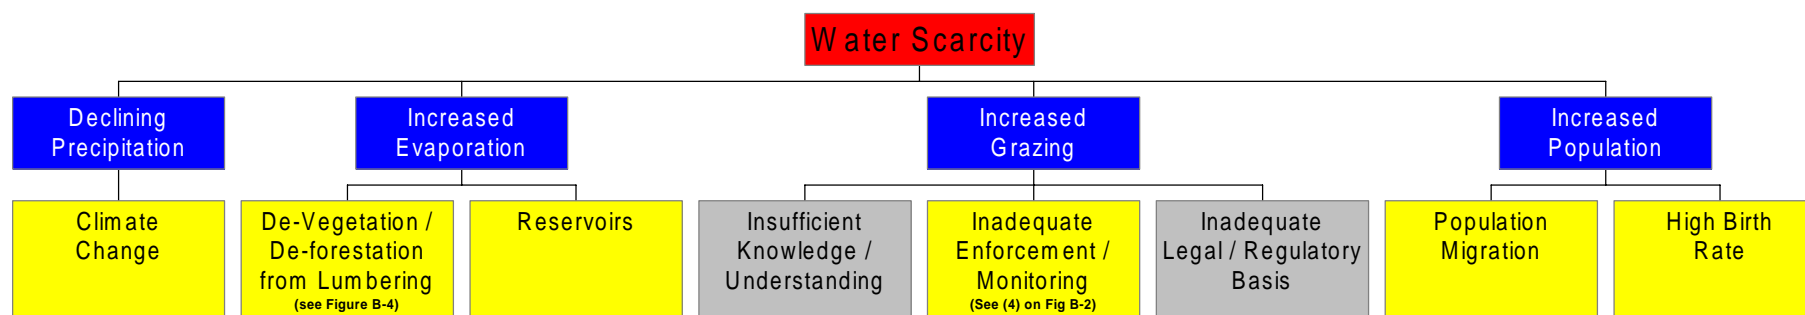 Water Scarcity
Declining
Precipitation
Increased
Evaporation
Increased
Grazing
Increased
Population
Climate
Change
De-Vegetation /
De-forestation
from Lumbering
(see Figure B-4)
Reservoirs
Insufficient
Knowledge /
Understanding
Inadequate
Enforcement /
Monitoring
(See (4) on Fig B-2)
Inadequate
Legal / Regulatory
Basis
Population
Migration
High Birth
Rate